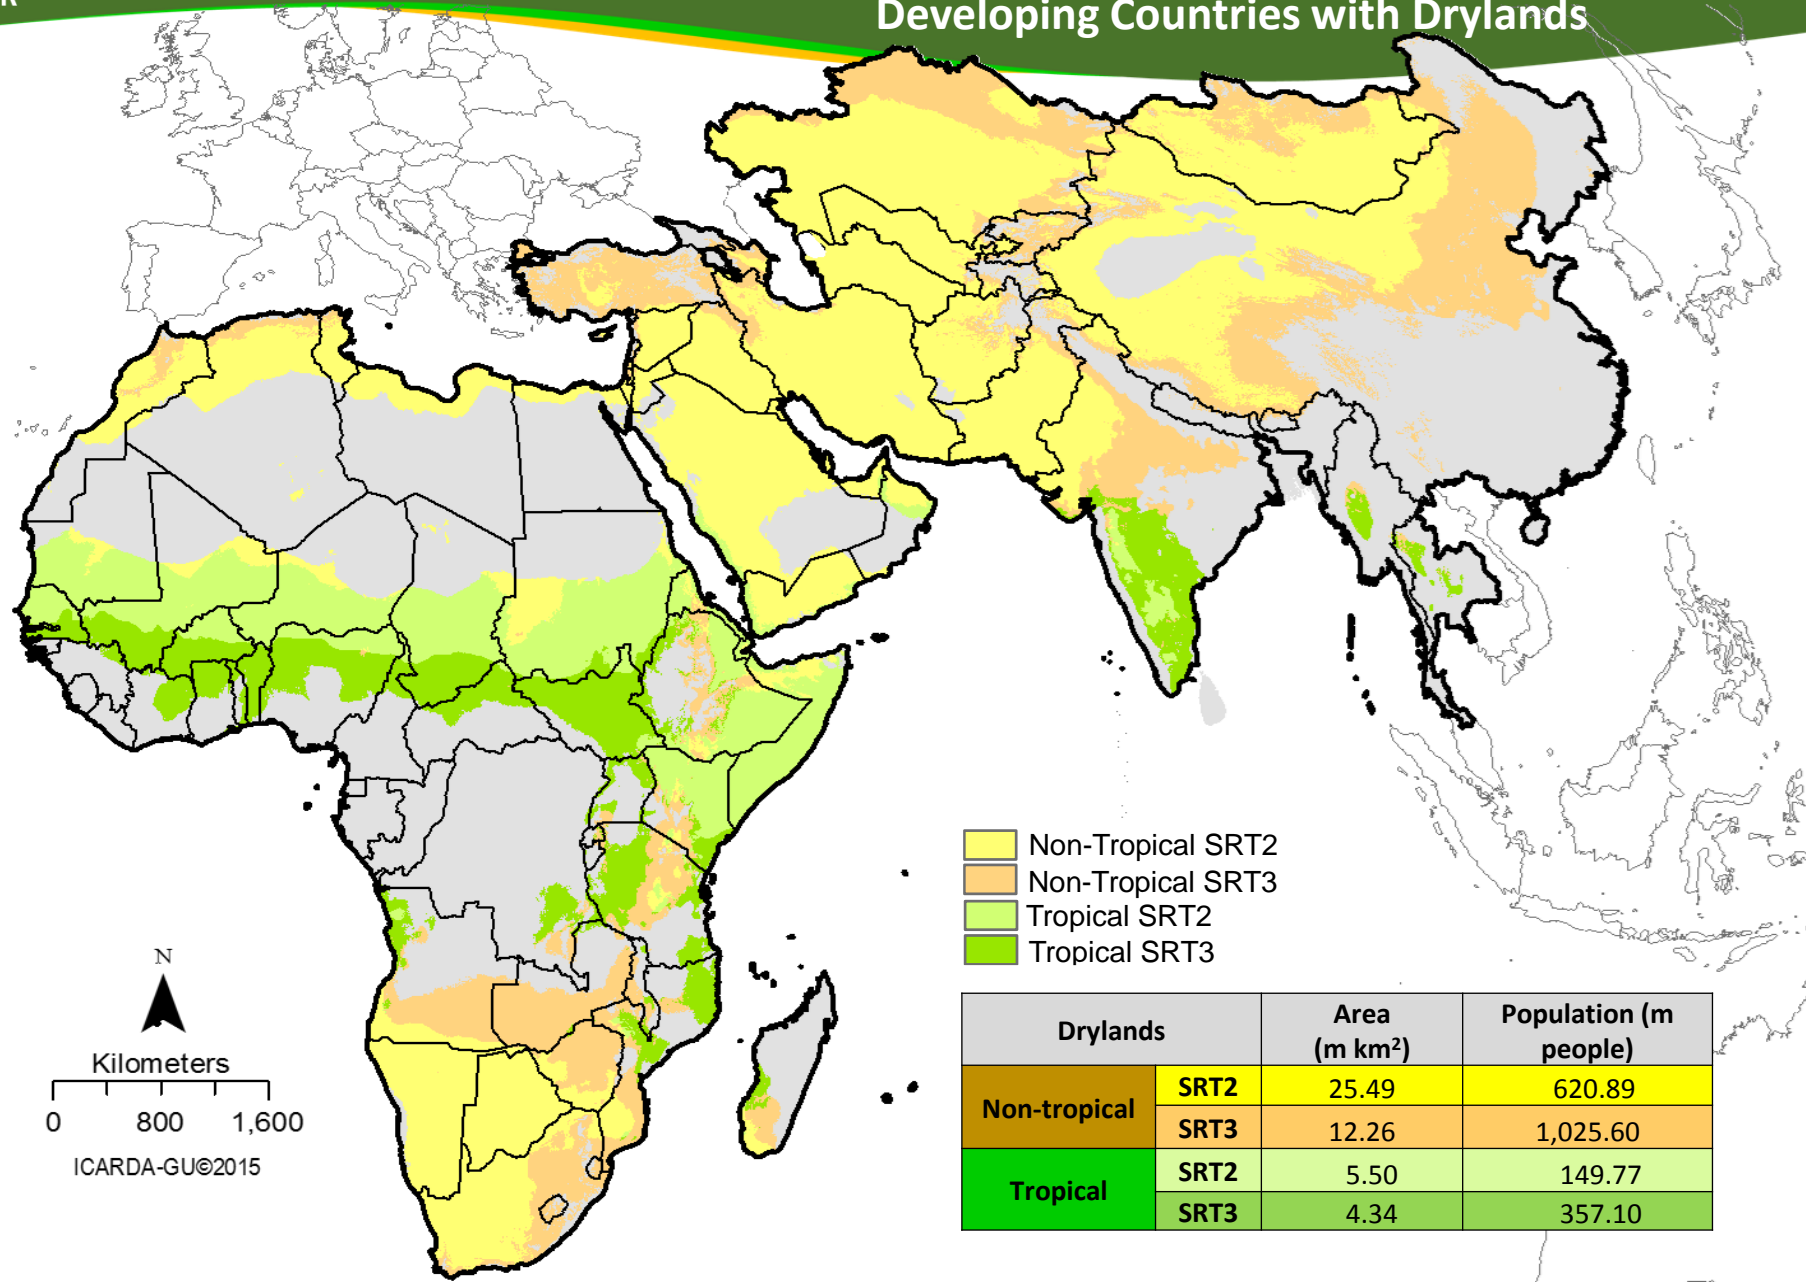 R
Developing Countries with Drylands
Non-Tropical SRT2
Non-Tropical SRT3
Tropical SRT2
Tropical SRT3
N
Kilometers
0 800 1,600
ICARDA-GU©2015
Drylands Area (m km²) Population (m people)
Non-tropical SRT2 25.49 620.89
SRT3 12.26 1,025.60
Tropical SRT2 5.50 149.77
SRT3 4.34 357.10